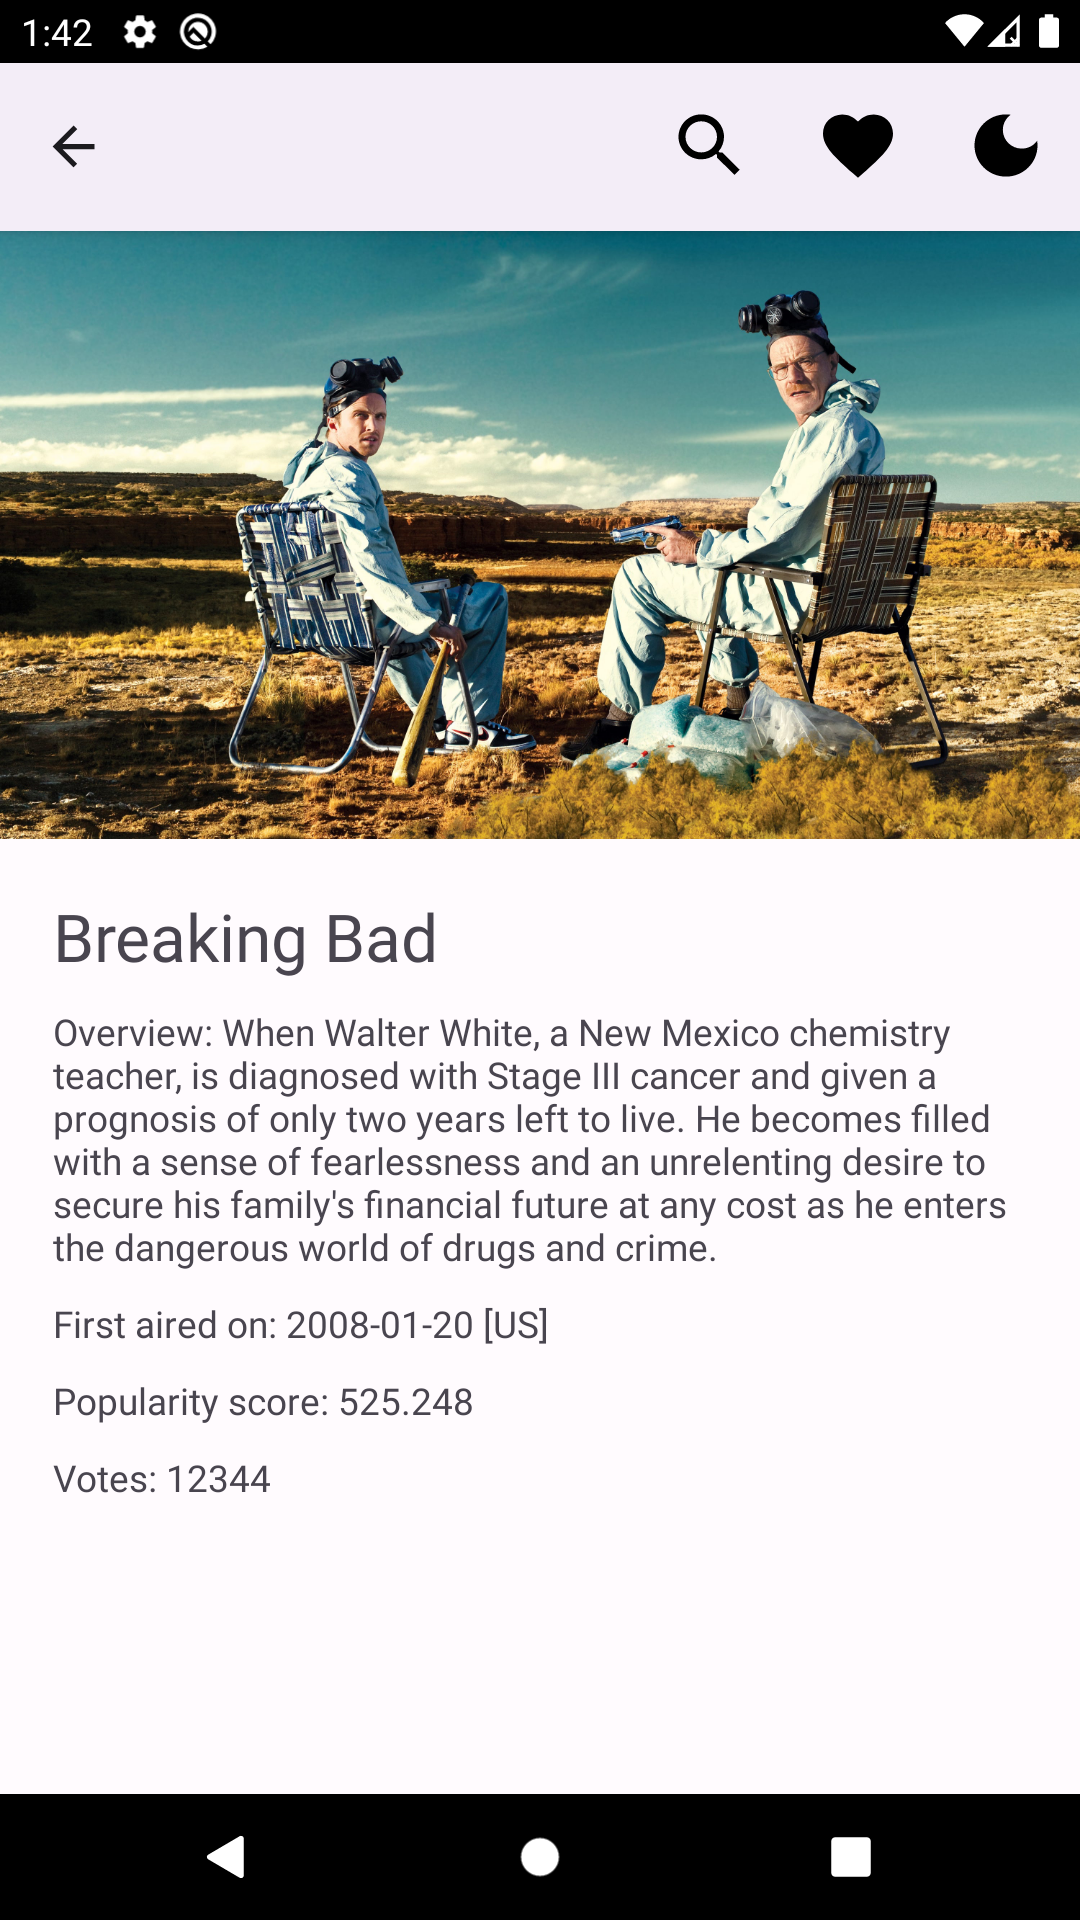 1:42
Breaking Bad
Overview: When Walter White, a New Mexico chemistry
teacher, is diagnosed with Stage III cancer and given a
prognosis of only two years left to live. He becomes filled
with a sense of fearlessness and an unrelenting desire to
secure his family's financial future at any cost as he enters
the dangerous world of drugs and crime.
First aired on: 2008-01-20 [US]
Popularity score: 525.248
Votes: 12344